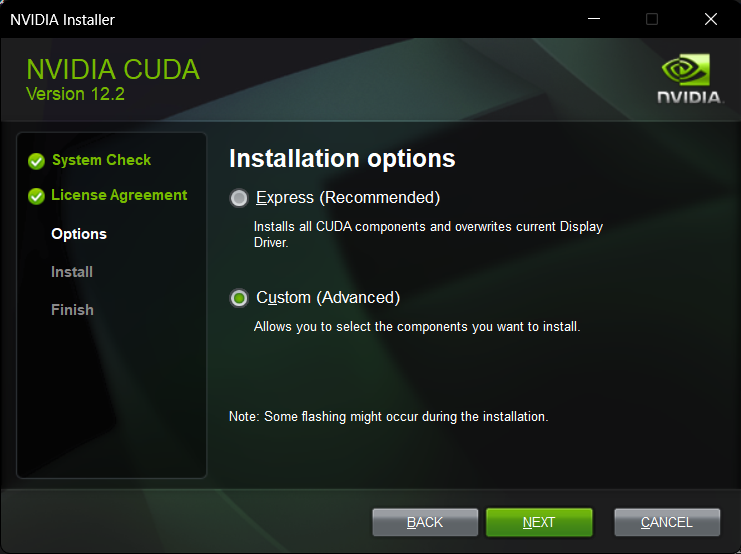 NVIDIA Installer
NVIDIA CUDA
Version 12.2
NVIDIA.
System Check
License Agreement
Options
Install
Finish
Installation options
Express (Recommended)
Installs all CUDA components and overwrites current Display
Driver.
Custom (Advanced)
Allows you to select the components you want to install.
Note: Some flashing might occur during the installation.
BACK
NEXT
CANCEL